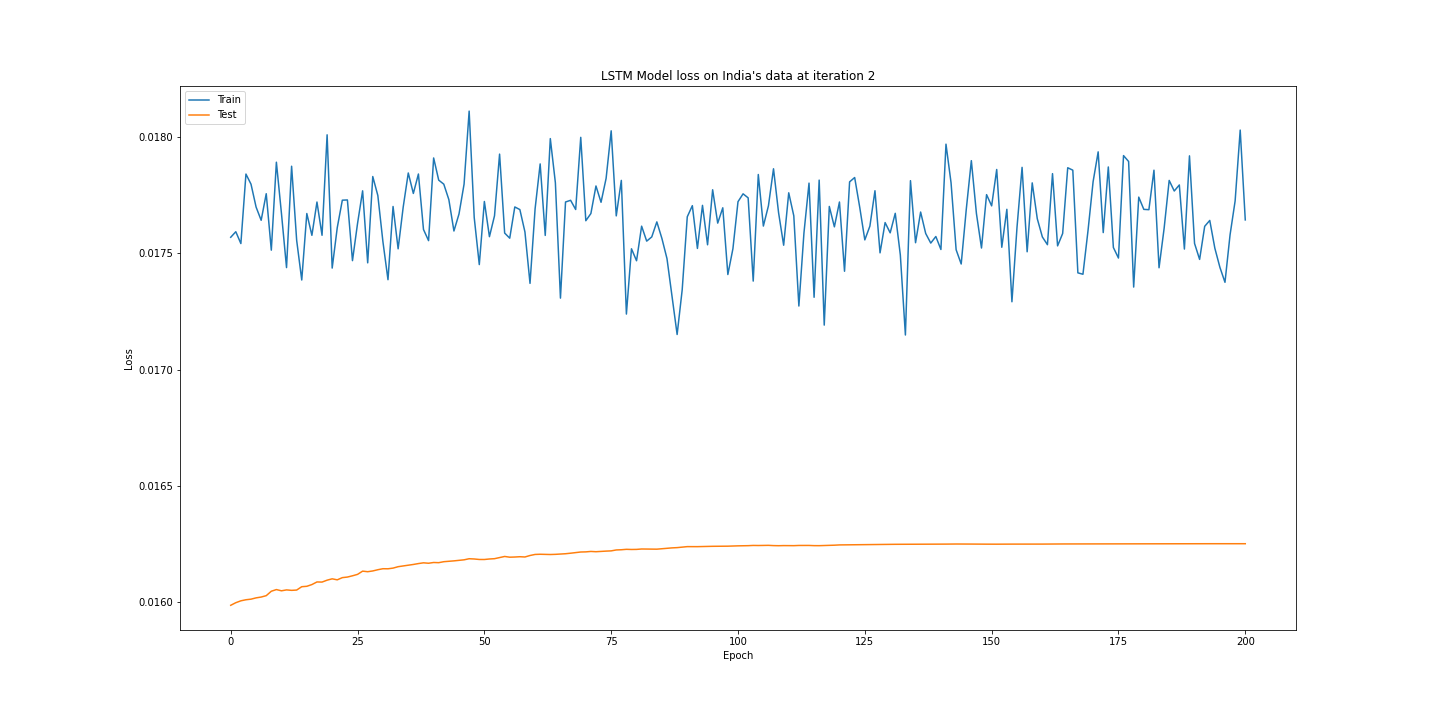 LSTM Model loss on India's data at iteration 2
Train
Test
0.0180
0.0175
0.0170
0.0165
0.0160
Loss
0 25 50 75 100 125 150 175 200
Epoch